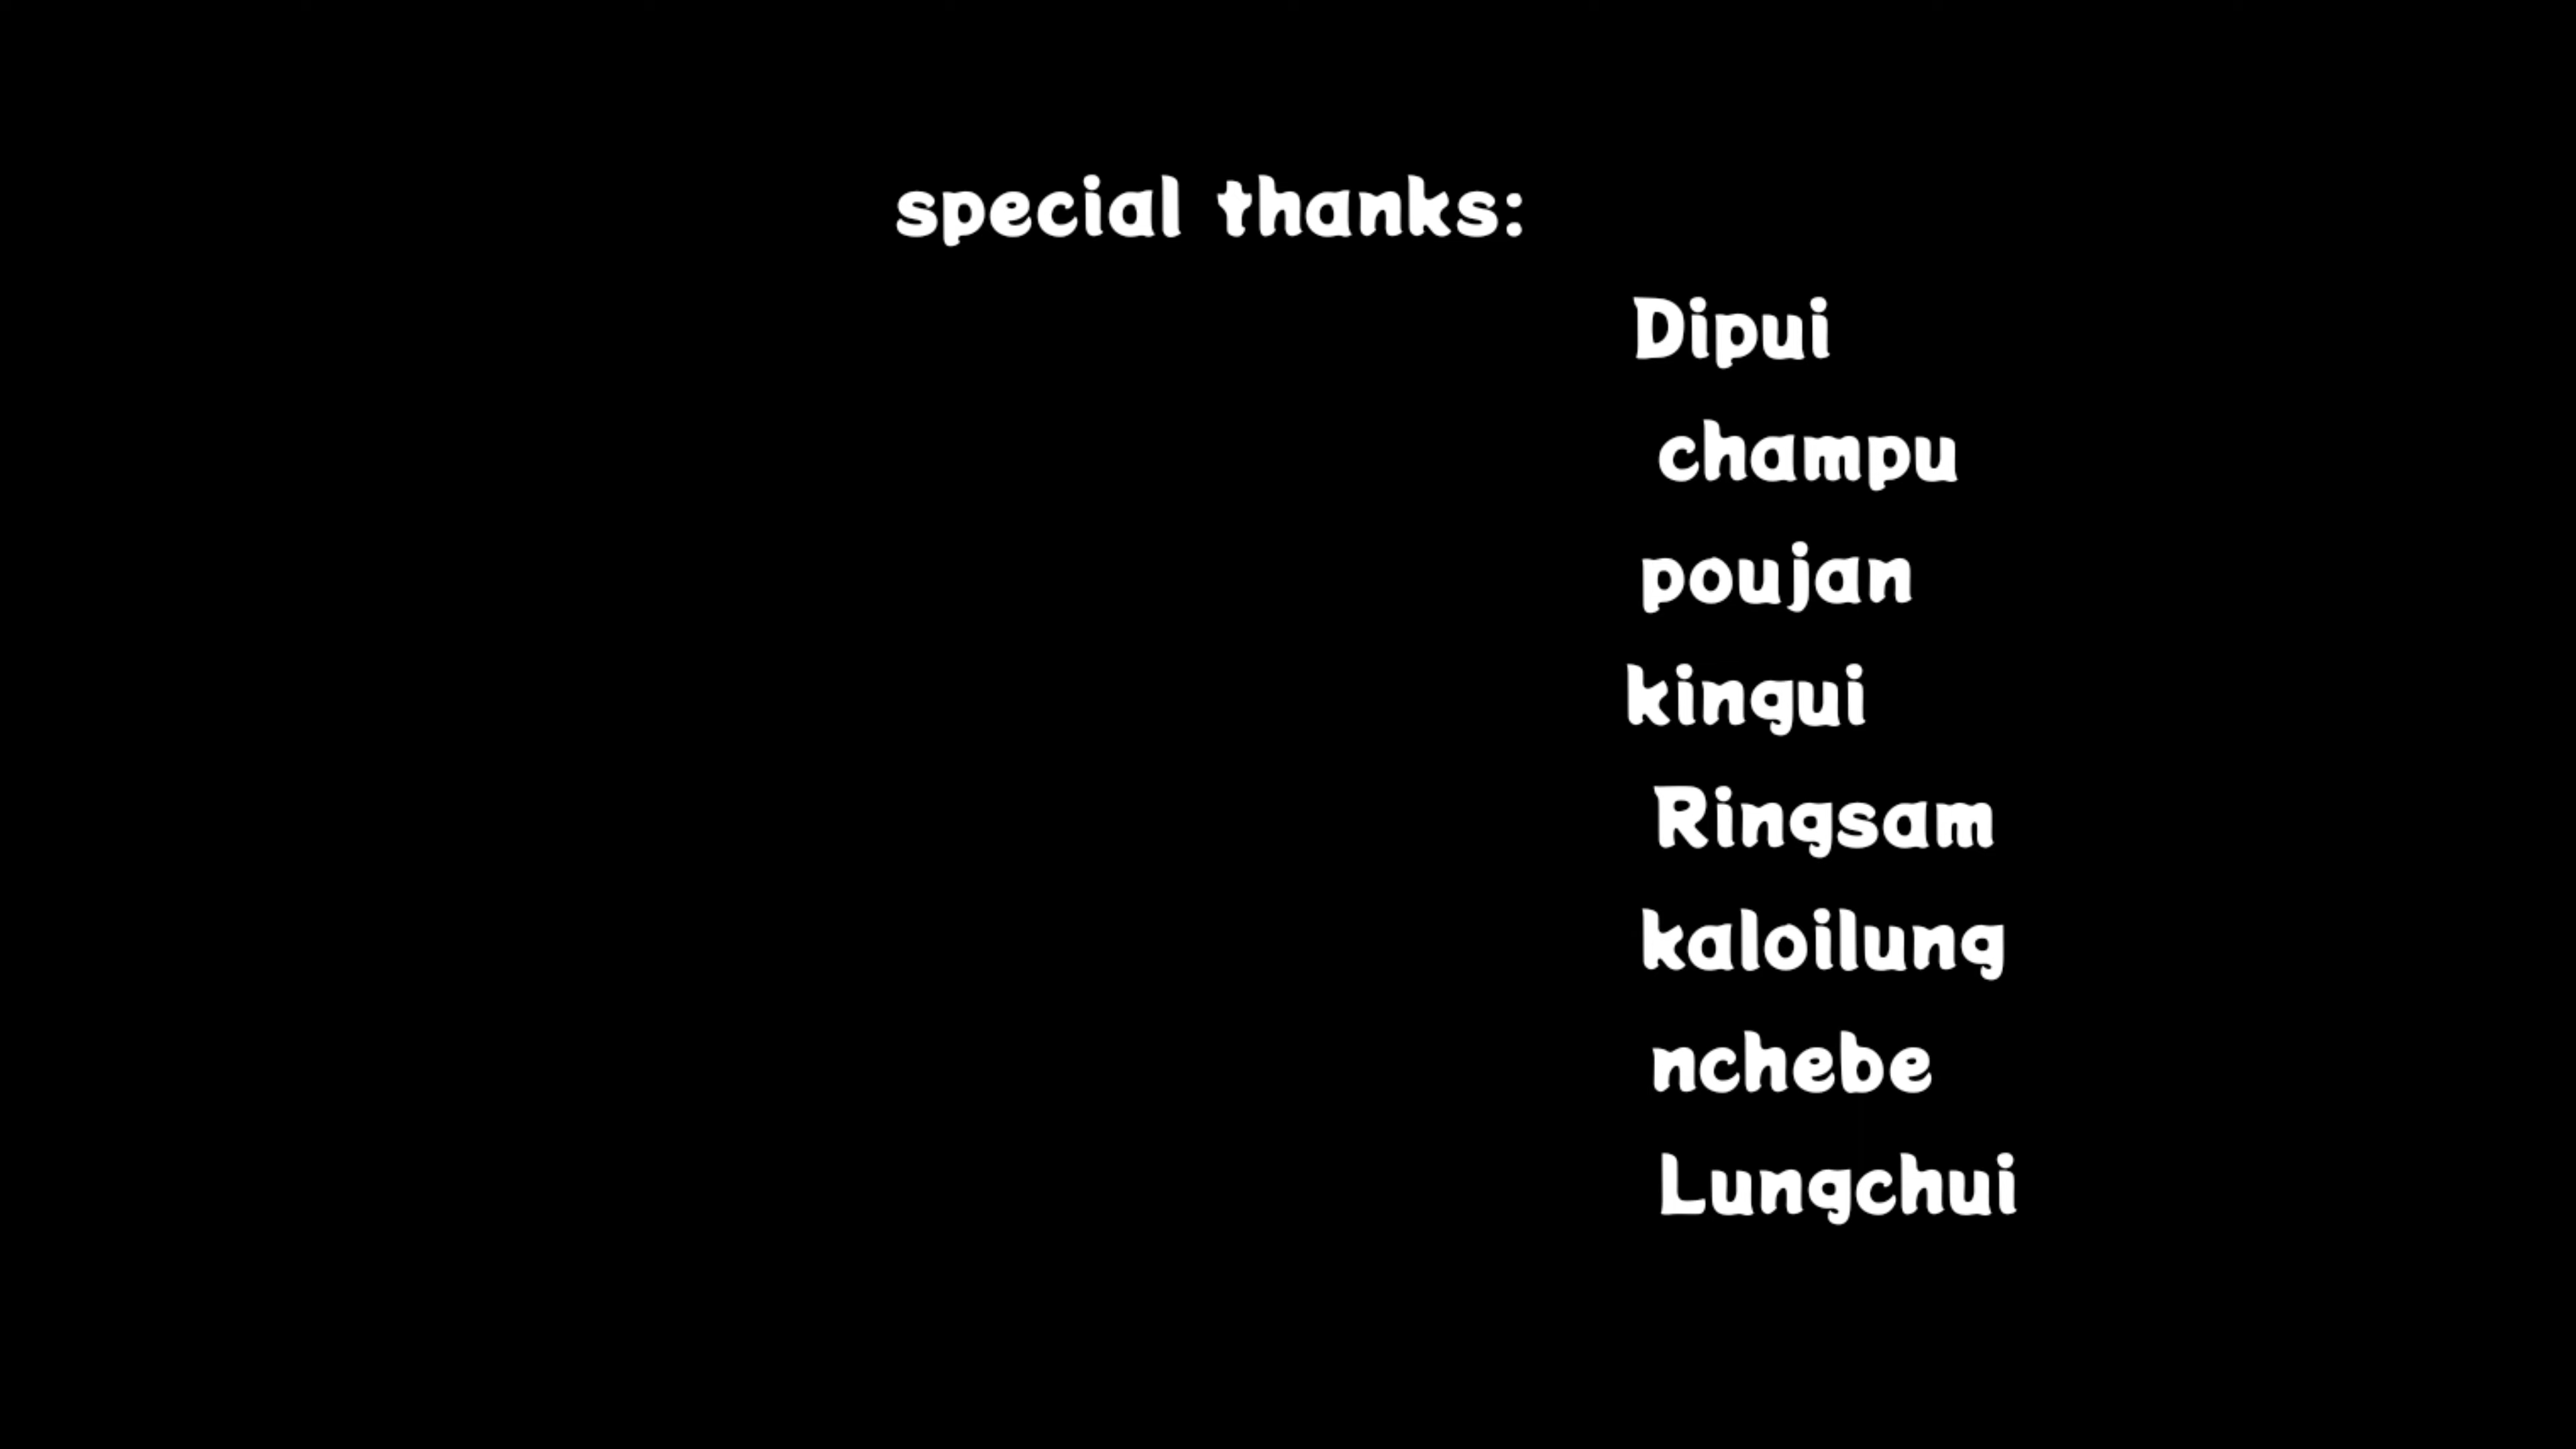 special thanks:
Dipui
champu
poujan
kingui
Ringsam
kaloilung
nchebe
Lungchui